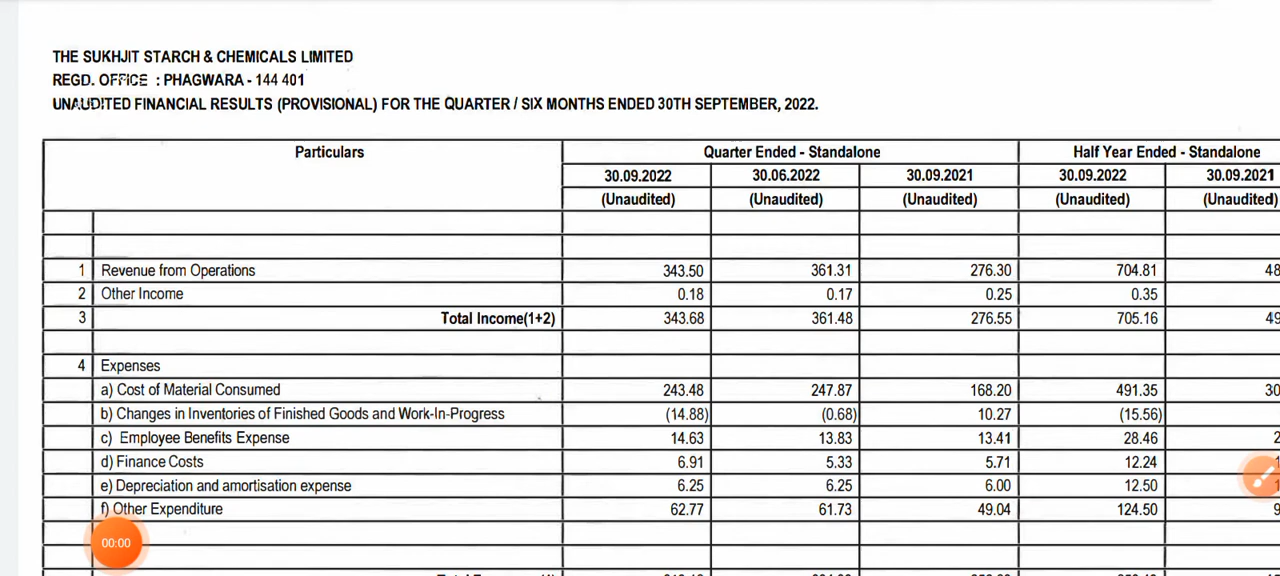 THE SUKHJIT STARCH & CHEMICALS LIMITED
REGD. OFFICE : PHAGWARA - 144 401
UNAUDITED FINANCIAL RESULTS (PROVISIONAL) FOR THE QUARTER / SIX MONTHS ENDED 30TH SEPTEMBER, 2022.
Particulars Quarter Ended - Standalone Half Year Ended - Standalone
30.09.2022 30.06.2022 30.09.2021 30.09.2022 30.09.2021
(Unaudited) (Unaudited) (Unaudited) (Unaudited) (Unaudited)
1 Revenue from Operations 343.50 361.31 276.30 704.81 48
2 Other Income 0.18 0.17 0.25 0.35
3 Total Income(1+2) 343.68 361.48 276.55 705.16 49
4 Expenses
a) Cost of Material Consumed 243.48 247.87 168.20 491.35 30
b) Changes in Inventories of Finished Goods and Work-In-Progress (14.88) (0.68) 10.27 (15.56)
c) Employee Benefits Expense 14.63 13.83 13.41 28.46 2
d) Finance Costs 6.91 5.33 5.71 12.24
e) Depreciation and amortisation expense 6.25 6.25 6.00 12.50
f) Other Expenditure 62.77 61.73 49.04 124.50 9
00:00